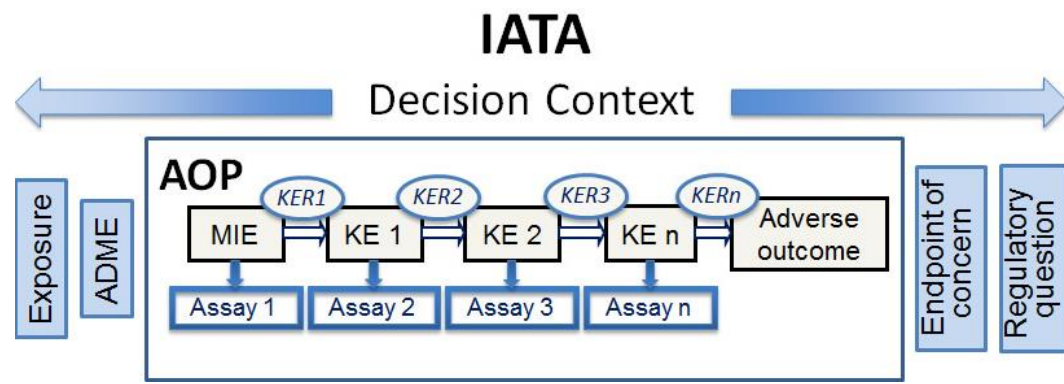 IATA
Decision Context
Exposure
ADME
AOP
KER1
KER2
KER3
KERn
MIE
KE 1
KE 2
KE n
Adverse
outcome
Assay 1
Assay 2
Assay 3
Assay n
Endpoint of
concern
Regulatory
question